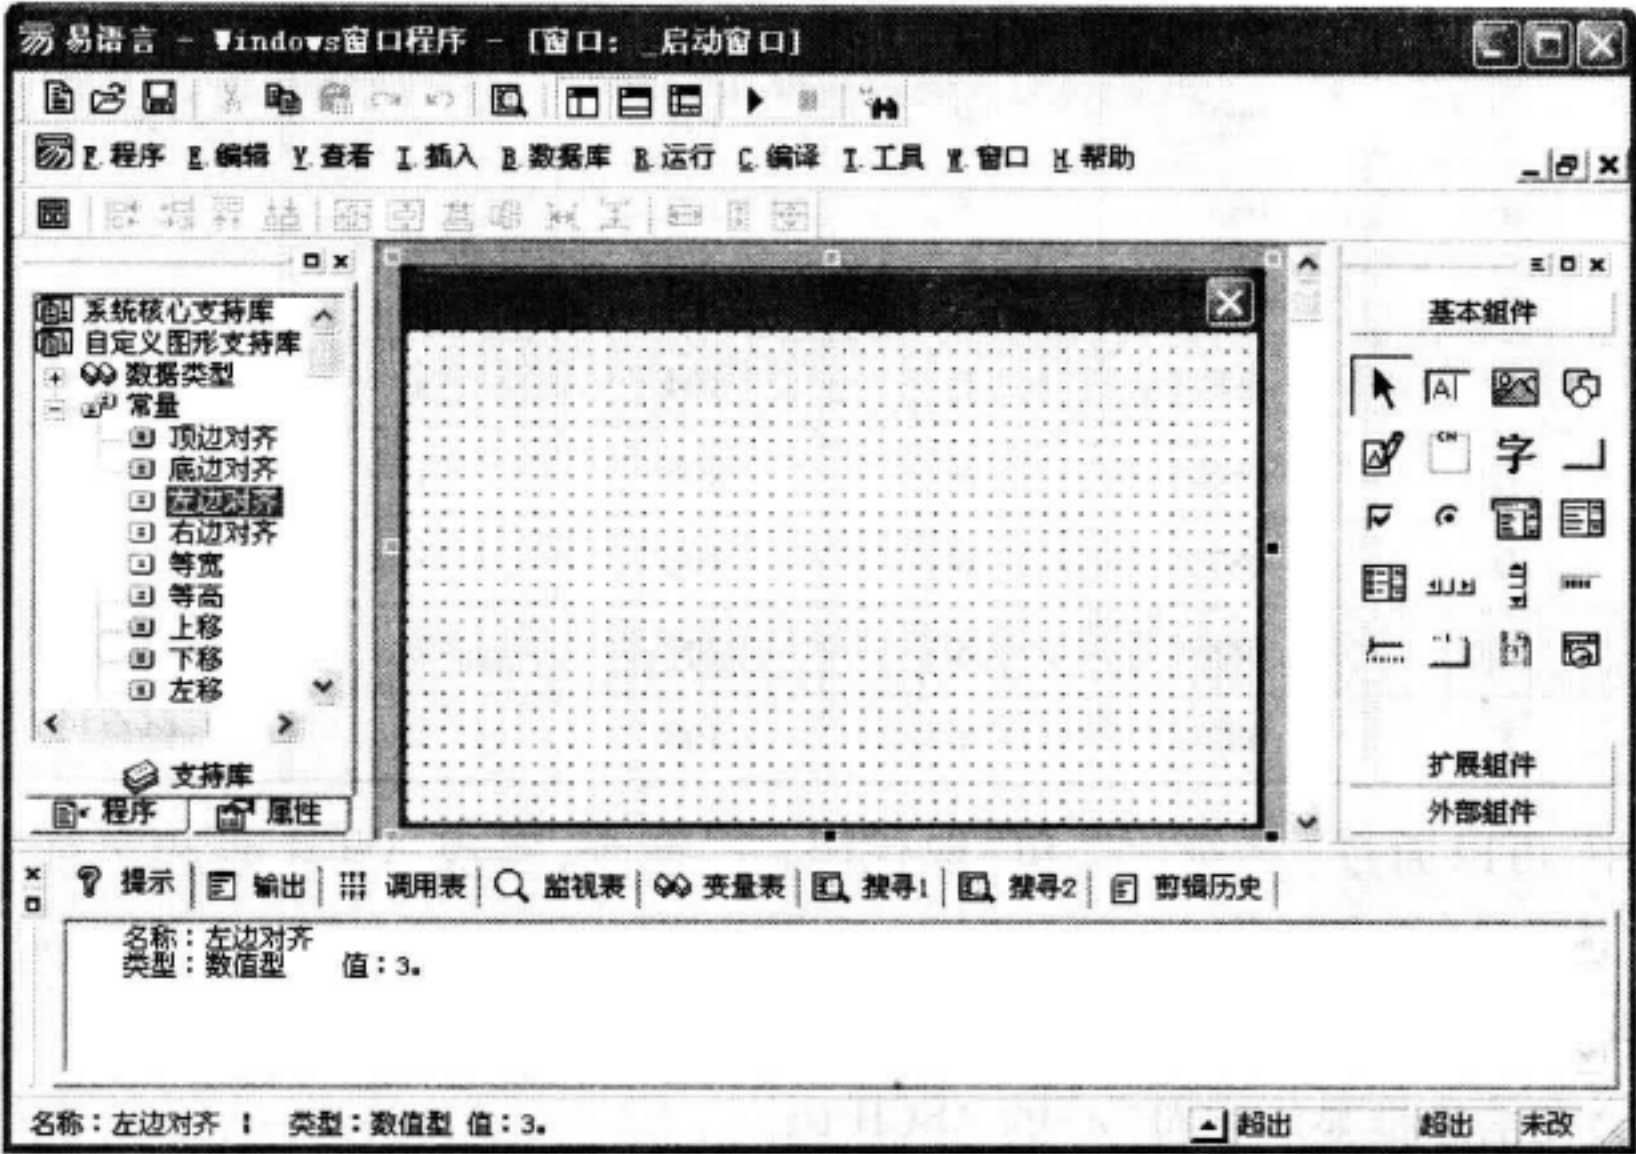 易语言 - Windows窗口程序 - [窗口: _启动窗口]
F.程序 E.编辑 V.查看 I.插入 B.数据库 R.运行 C.编译 T.工具 W.窗口 H.帮助
系统核心支持库
自定义图形支持库
数据类型
常量
顶边对齐
底边对齐
左边对齐
右边对齐
等宽
等高
上移
下移
左移
支持库
程序 属性
基本组件
扩展组件
外部组件
提示 输出 调用表 监视表 变量表 搜寻1 搜寻2 剪辑历史
名称：左边对齐
类型：数值型 值：3。
名称：左边对齐 ¦ 类型：数值型 值：3。 超出 超出 未改